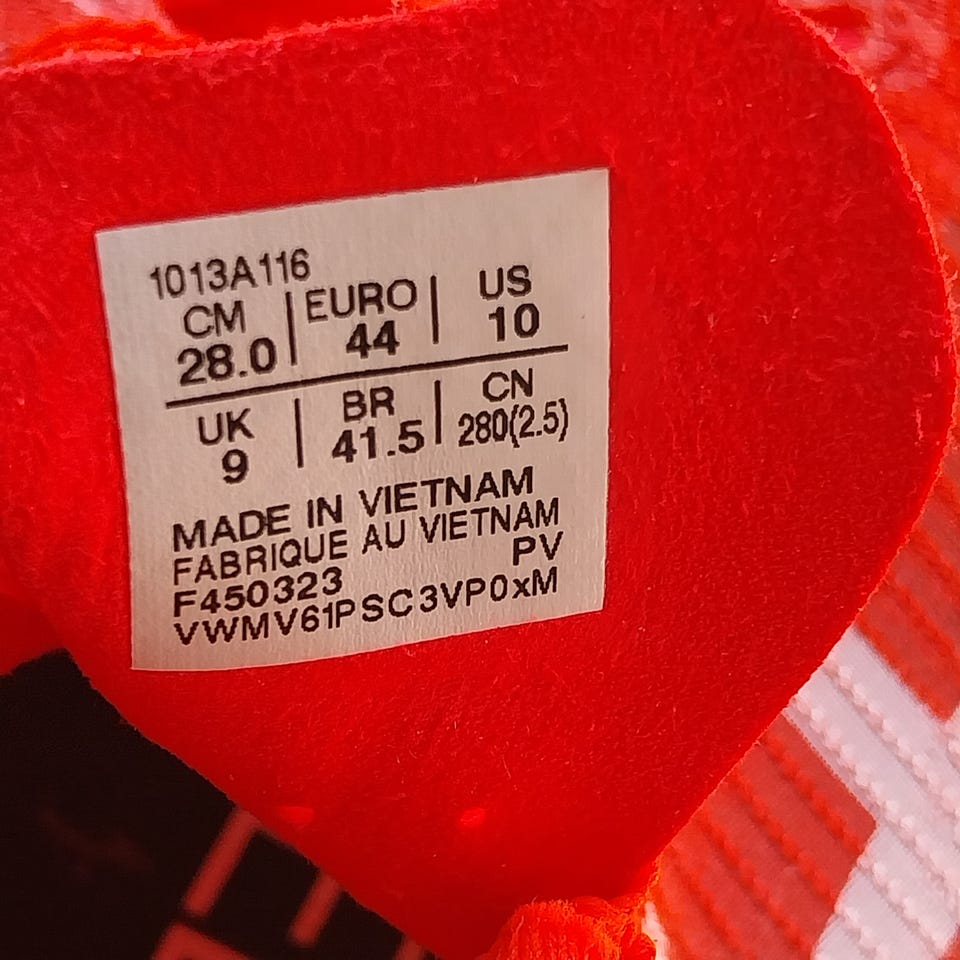 1013A116
CM | EURO | US
28.0 | 44 | 10
UK | BR | CN
9 | 41.5 | 280(2.5)
MADE IN VIETNAM
FABRIQUE AU VIETNAM
F450323 PV
VWMV61PSC3VP0xM